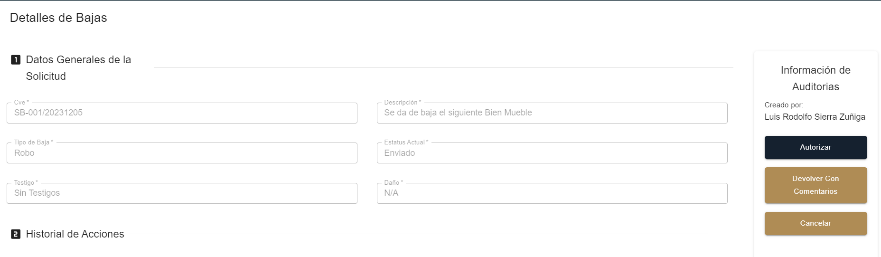 Detalles de Bajas
1 Datos Generales de la
Solicitud
Cve *
SB-001/20231205
Descripción *
Se da de baja el siguiente Bien Mueble
Tipo de Baja *
Robo
Estatus Actual *
Enviado
Testigo *
Sin Testigos
Daño *
N/A
2 Historial de Acciones
Información de
Auditorias
Creado por:
Luis Rodolfo Sierra Zuñiga
Autorizar
Devolver Con
Comentarios
Cancelar